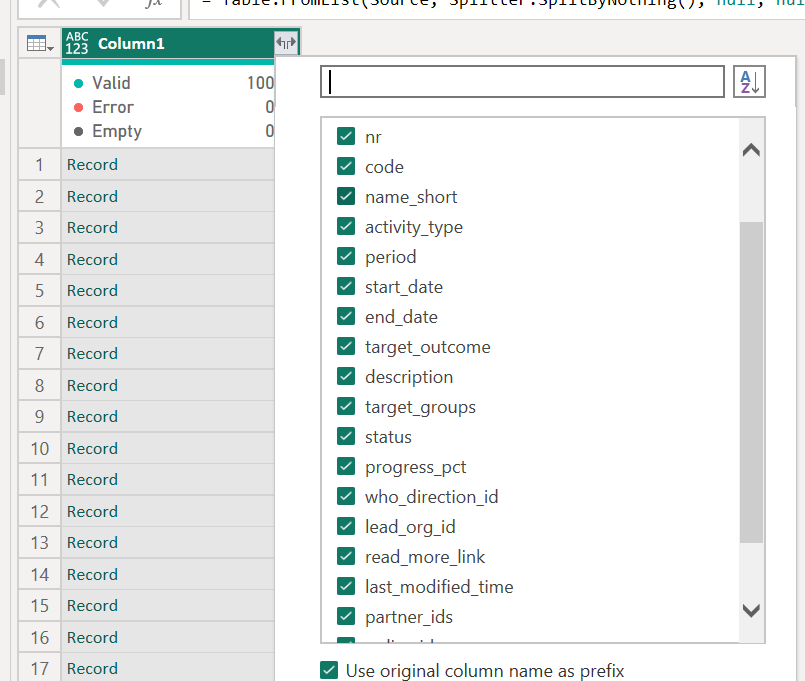 = Table.FromList(Source, Splitter.SplitByNothing(), null, nul
ABC
123 Column1
Valid 100
Error 0
Empty 0
1 Record
2 Record
3 Record
4 Record
5 Record
6 Record
7 Record
8 Record
9 Record
10 Record
11 Record
12 Record
13 Record
14 Record
15 Record
16 Record
17 Record
A
Z
nr
code
name_short
activity_type
period
start_date
end_date
target_outcome
description
target_groups
status
progress_pct
who_direction_id
lead_org_id
read_more_link
last_modified_time
partner_ids
Use original column name as prefix